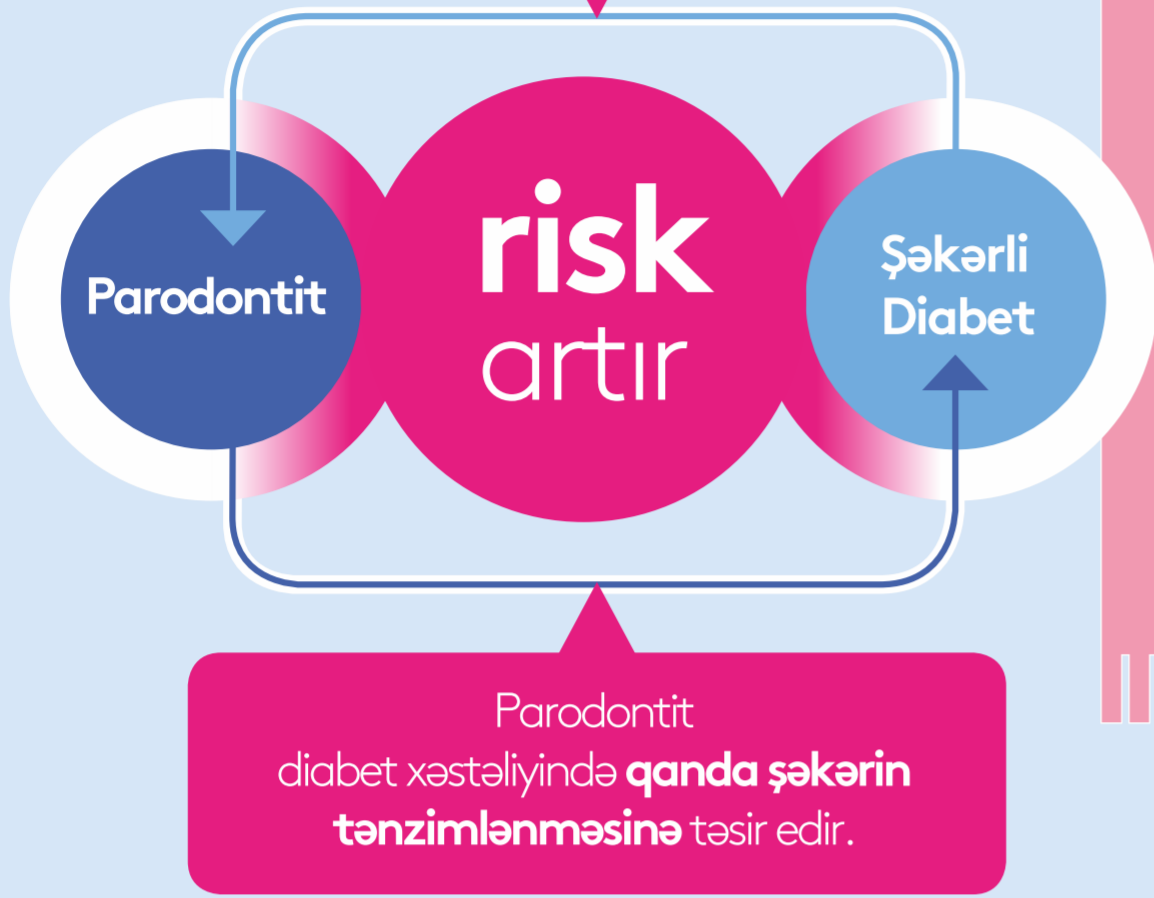 Parodontit
risk
artır
Şəkərli
Diabet
Parodontit
diabet xəstəliyində qanda şəkərin
tənzimlənməsinə təsir edir.